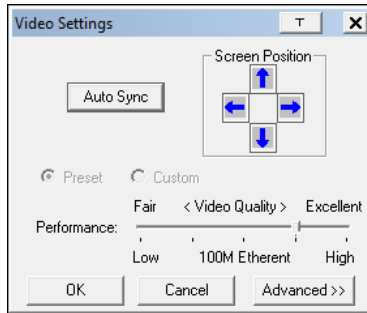 Video Settings
T
Screen Position
Auto Sync
Preset
Custom
Fair < Video Quality > Excellent
Performance:
Low 100M Etherent High
OK Cancel Advanced >>